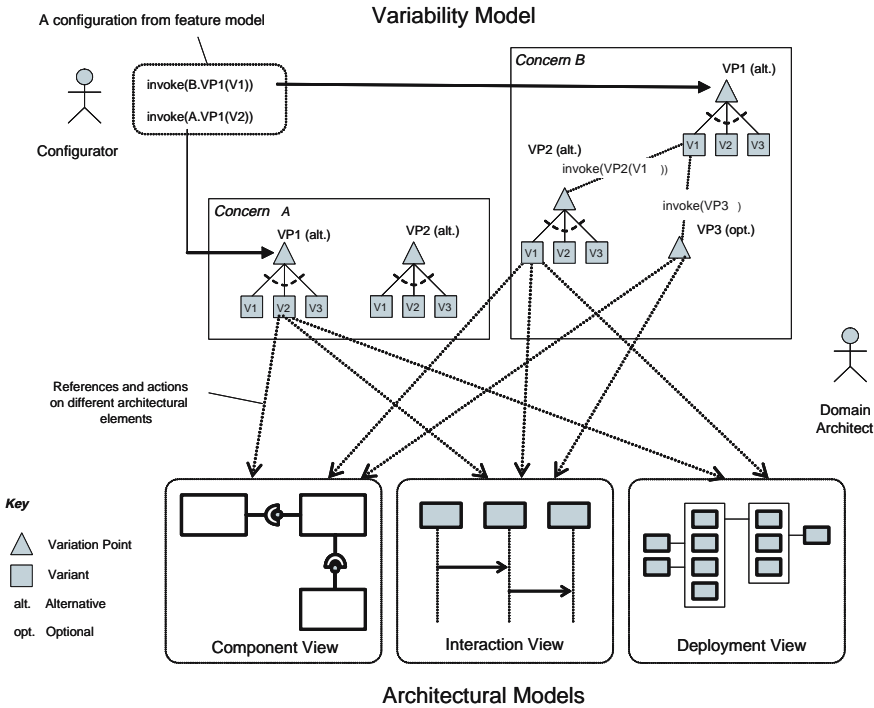 Variability Model
A configuration from feature model
invoke(B.VP1(V1))
invoke(A.VP1(V2))
Configurator
Concern B
VP1 (alt.)
V1 V2 V3
VP2 (alt.)
invoke(VP2(V1 ))
invoke(VP3 )
VP3 (opt.)
V1 V2 V3
Concern A
VP1 (alt.)
V1 V2 V3
VP2 (alt.)
V1 V2 V3
References and actions
on different architectural
elements
Domain
Architect
Key
Variation Point
Variant
alt. Alternative
opt. Optional
Component View
Interaction View
Deployment View
Architectural Models